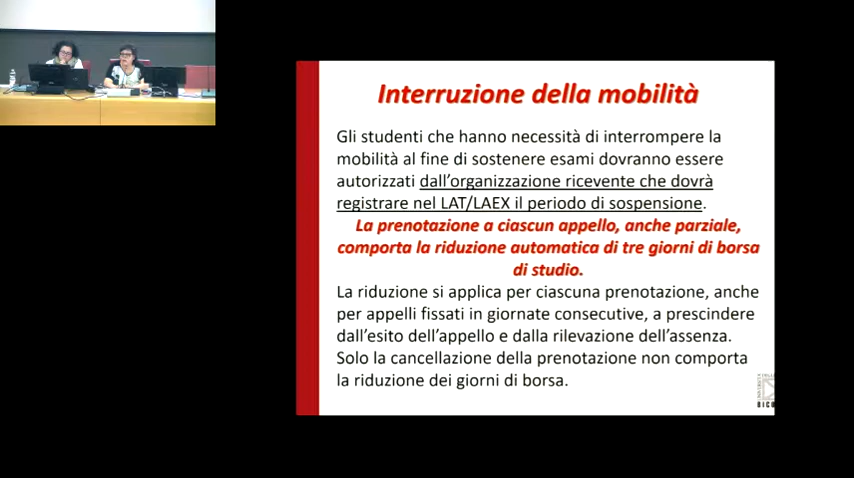 Interruzione della mobilità
Gli studenti che hanno necessità di interrompere la
mobilità al fine di sostenere esami dovranno essere
autorizzati dall'organizzazione ricevente che dovrà
registrare nel LAT/LAEX il periodo di sospensione.
La prenotazione a ciascun appello, anche parziale,
comporta la riduzione automatica di tre giorni di borsa
di studio.
La riduzione si applica per ciascuna prenotazione, anche
per appelli fissati in giornate consecutive, a prescindere
dall'esito dell'appello e dalla rilevazione dell'assenza.
Solo la cancellazione della prenotazione non comporta
la riduzione dei giorni di borsa.